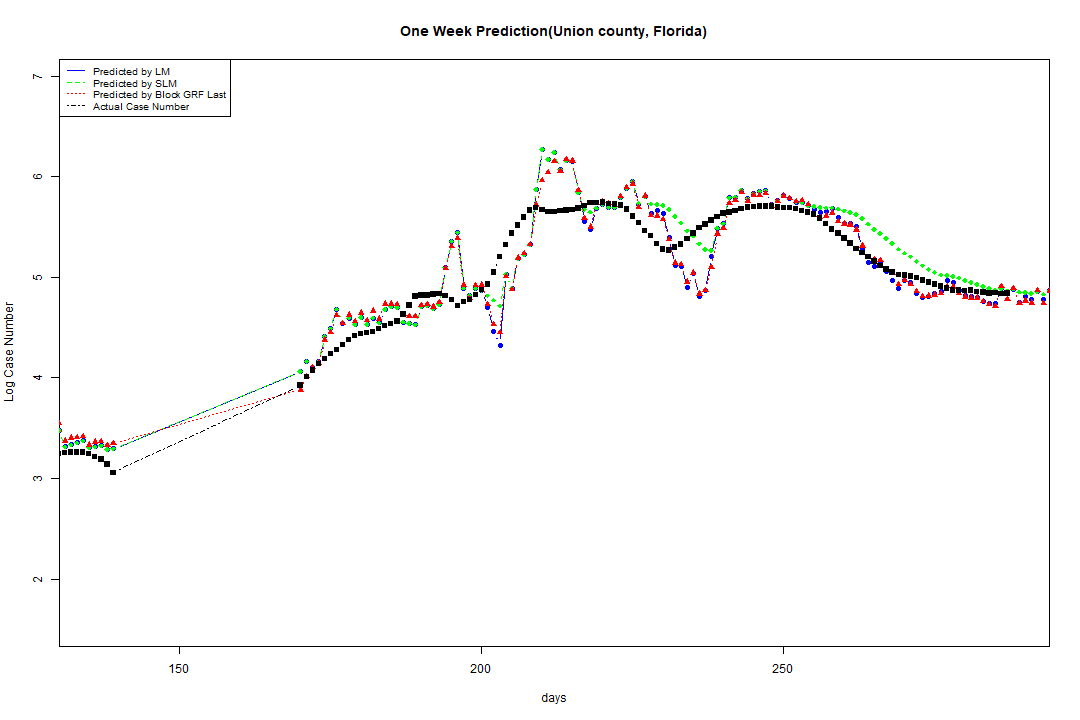 One Week Prediction(Union county, Florida)
Predicted by LM
Predicted by SLM
Predicted by Block GRF Last
Actual Case Number
7
6
5
4
3
2
Log Case Number
150
200
250
days